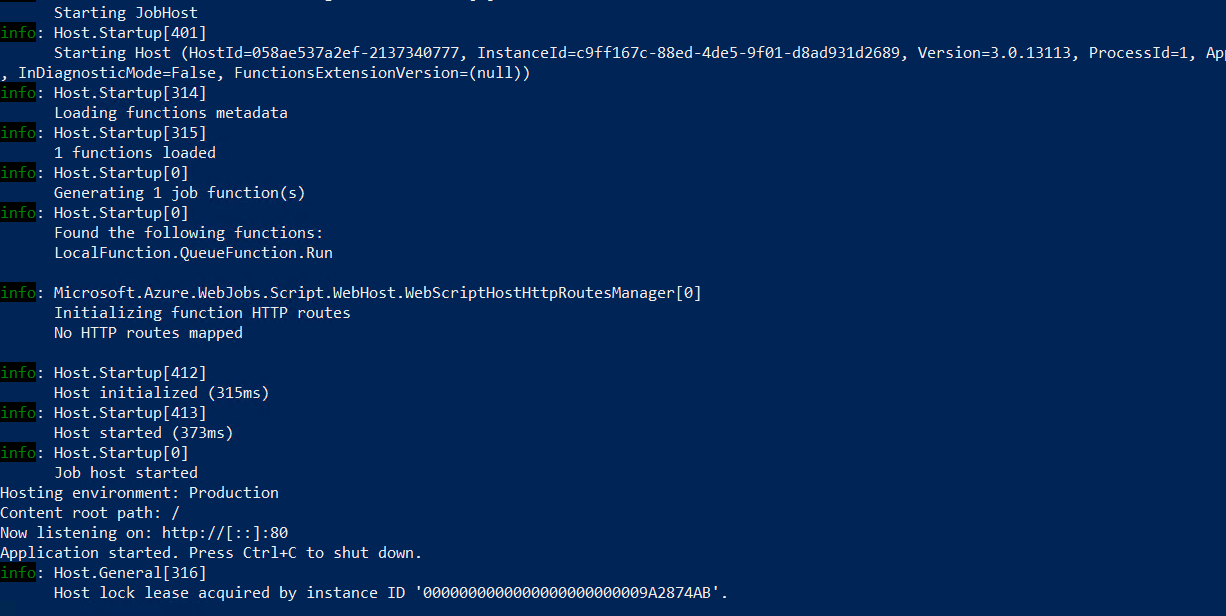 Starting JobHost
info: Host.Startup[401]
Starting Host (HostId=058ae537a2ef-2137340777, InstanceId=c9ff167c-88ed-4de5-9f01-d8ad931d2689, Version=3.0.13113, ProcessId=1, App
, InDiagnosticMode=False, FunctionsExtensionVersion=(null))
info: Host.Startup[314]
Loading functions metadata
info: Host.Startup[315]
1 functions loaded
info: Host.Startup[0]
Generating 1 job function(s)
info: Host.Startup[0]
Found the following functions:
LocalFunction.QueueFunction.Run
info: Microsoft.Azure.WebJobs.Script.WebHost.WebScriptHostHttpRoutesManager[0]
Initializing function HTTP routes
No HTTP routes mapped
info: Host.Startup[412]
Host initialized (315ms)
info: Host.Startup[413]
Host started (373ms)
info: Host.Startup[0]
Job host started
Hosting environment: Production
Content root path: /
Now listening on: http://[::]:80
Application started. Press Ctrl+C to shut down.
info: Host.General[316]
Host lock lease acquired by instance ID '0000000000000000000000009A2874AB'.